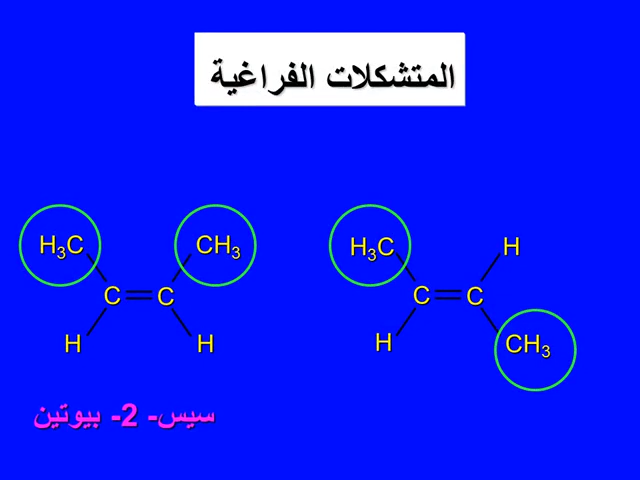 المتشكلات الفراغية
H₃C CH₃ H₃C H
C C C C
H H H CH₃
سيس- 2- بيوتين